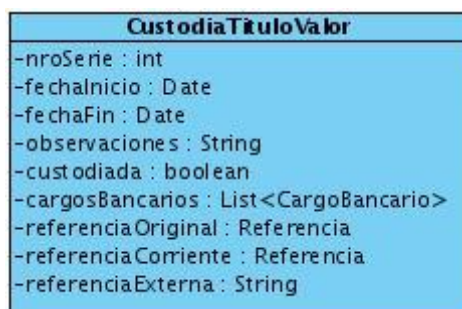 CustodiaTituloValor
-nroSerie : int
-fechaInicio : Date
-fechaFin : Date
-observaciones : String
-custodiada : boolean
-cargosBancarios : List<CargoBancario>
-referenciaOriginal : Referencia
-referenciaCorriente : Referencia
-referenciaExterna : String